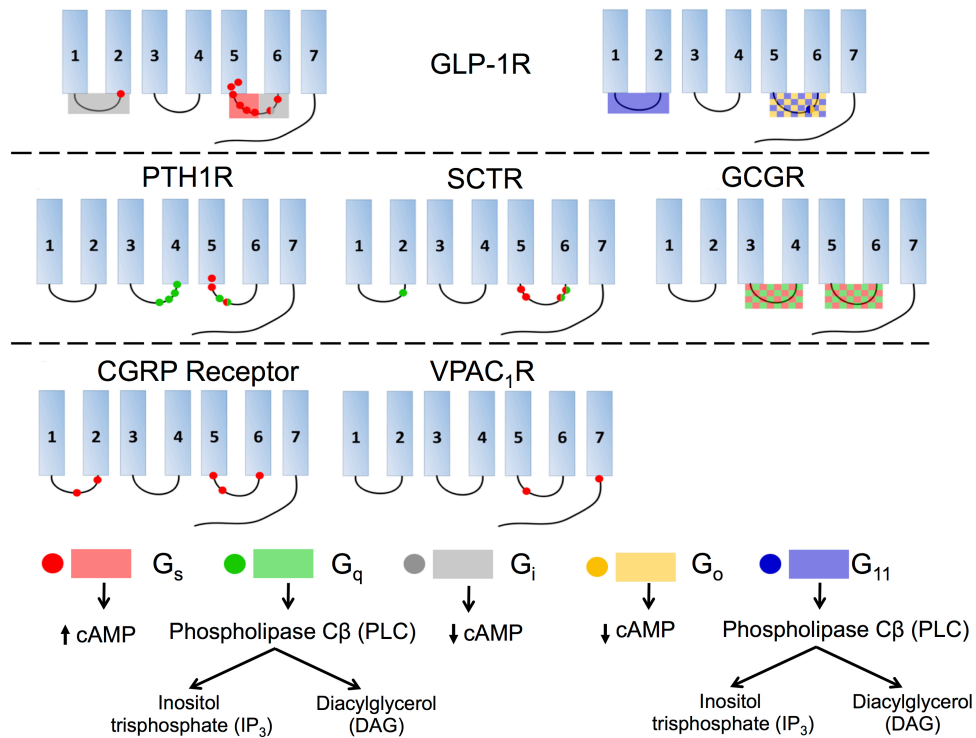 1 2 3 4 5 6 7
GLP-1R
1 2 3 4 5 6 7
PTH1R
SCTR
GCGR
1 2 3 4 5 6 7
1 2 3 4 5 6 7
1 2 3 4 5 6 7
CGRP Receptor
VPAC₁R
1 2 3 4 5 6 7
1 2 3 4 5 6 7
Gₛ
G_q
Gᵢ
Gₒ
G₁₁
cAMP
Phospholipase Cβ (PLC)
cAMP
cAMP
Phospholipase Cβ (PLC)
Inositol
trisphosphate (IP₃)
Diacylglycerol
(DAG)
Inositol
trisphosphate (IP₃)
Diacylglycerol
(DAG)